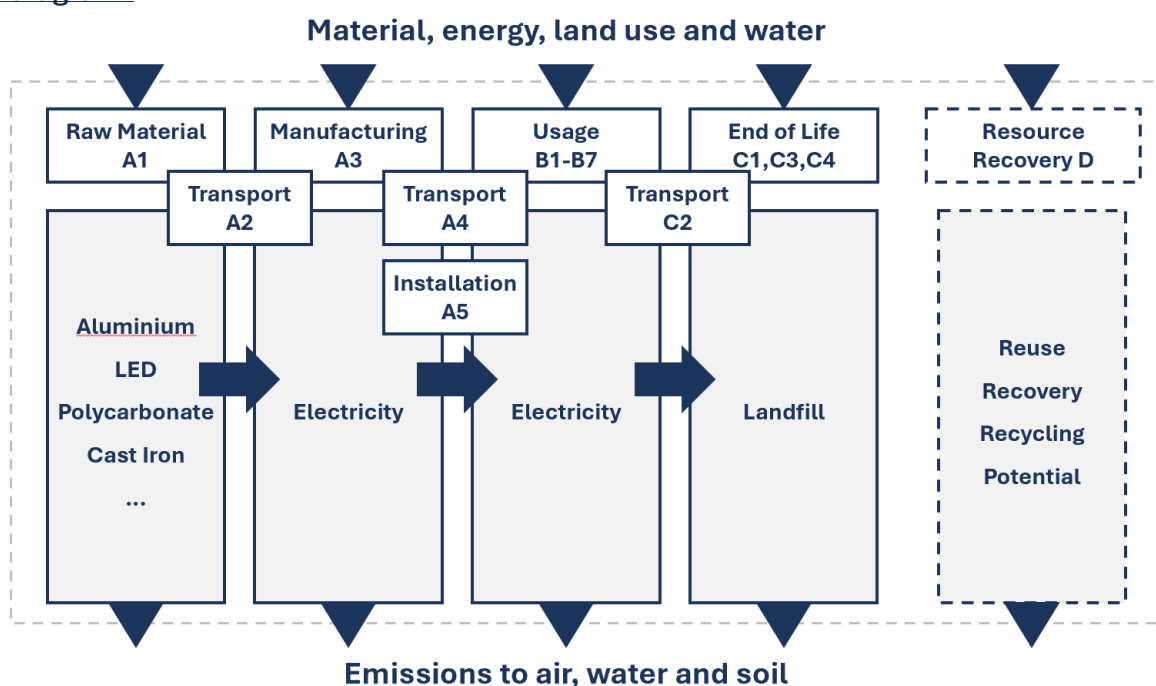 Material, energy, land use and water
Raw Material
A1
Manufacturing
A3
Usage
B1-B7
End of Life
C1,C3,C4
Resource
Recovery D
Transport
A2
Transport
A4
Transport
C2
Installation
A5
Aluminium
LED
Polycarbonate
Cast Iron
...
Electricity
Electricity
Landfill
Reuse
Recovery
Recycling
Potential
Emissions to air, water and soil